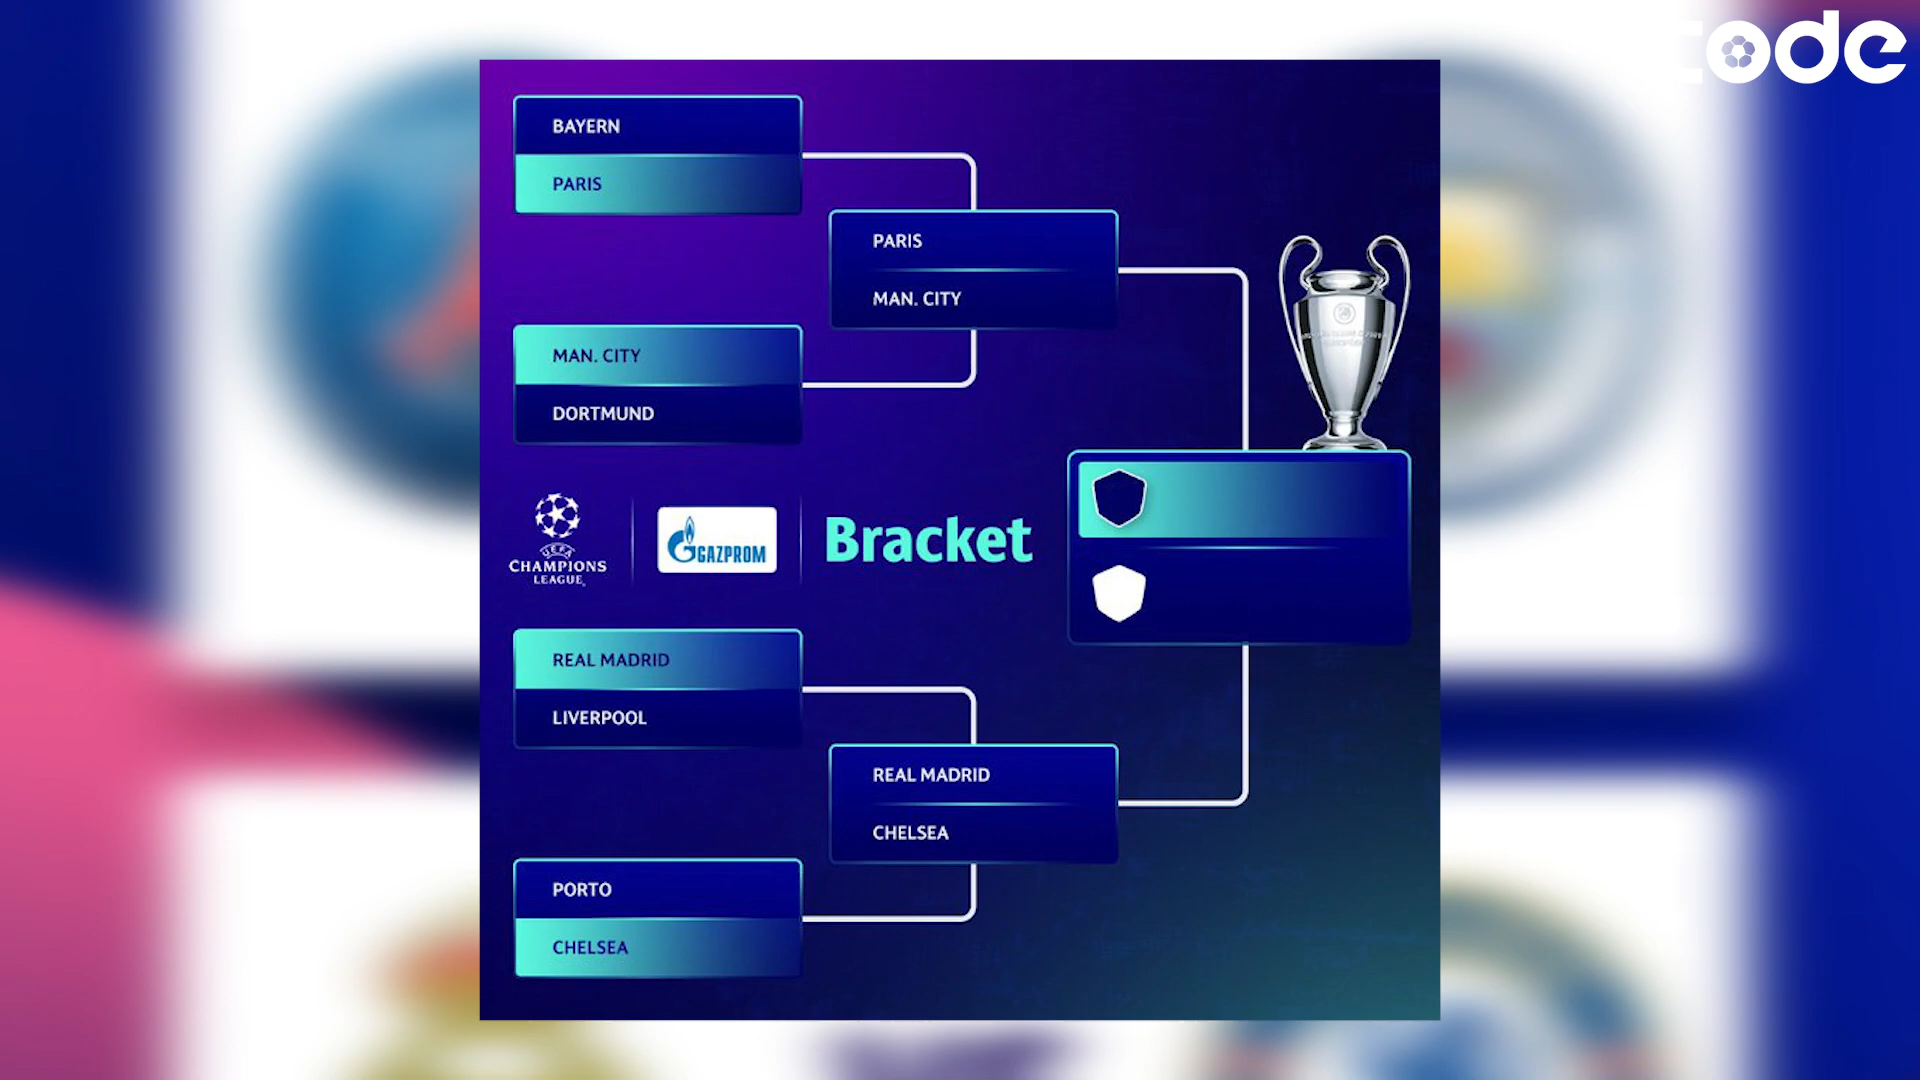 code
BAYERN
PARIS
PARIS
MAN. CITY
MAN. CITY
DORTMUND
UEFA
CHAMPIONS
LEAGUE
GAZPROM
Bracket
REAL MADRID
LIVERPOOL
REAL MADRID
CHELSEA
PORTO
CHELSEA